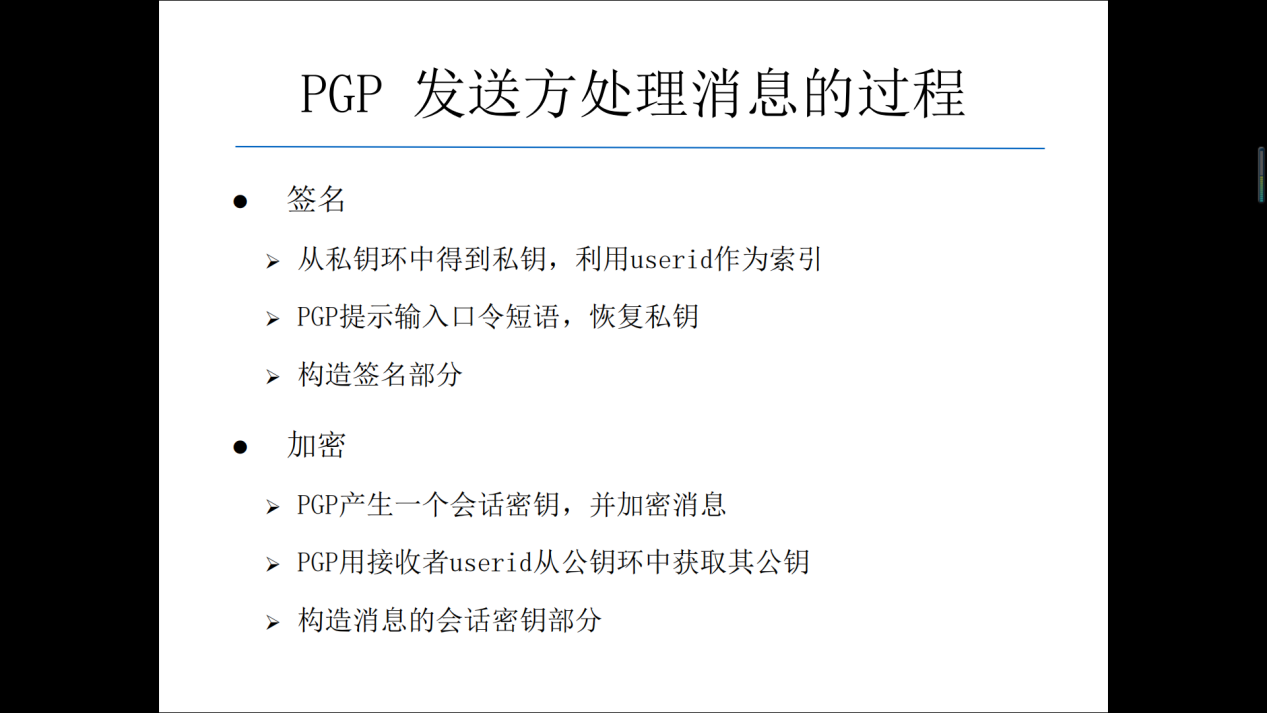 PGP 发送方处理消息的过程
● 签名
➢ 从私钥环中得到私钥，利用userid作为索引
➢ PGP提示输入口令短语，恢复私钥
➢ 构造签名部分
● 加密
➢ PGP产生一个会话密钥，并加密消息
➢ PGP用接收者userid从公钥环中获取其公钥
➢ 构造消息的会话密钥部分